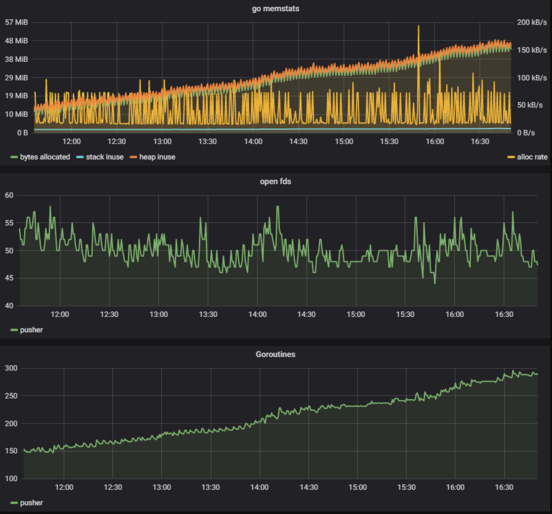 go memstats
57 MiB 200 kB/s
48 MiB 150 kB/s
38 MiB
29 MiB 100 kB/s
19 MiB
10 MiB 50 kB/s
0 B 0 B/s
12:00 12:30 13:00 13:30 14:00 14:30 15:00 15:30 16:00 16:30
bytes allocated stack inuse heap inuse alloc rate
open fds
60
55
50
45
40
12:00 12:30 13:00 13:30 14:00 14:30 15:00 15:30 16:00 16:30
pusher
Goroutines
300
250
200
150
100
12:00 12:30 13:00 13:30 14:00 14:30 15:00 15:30 16:00 16:30
pusher